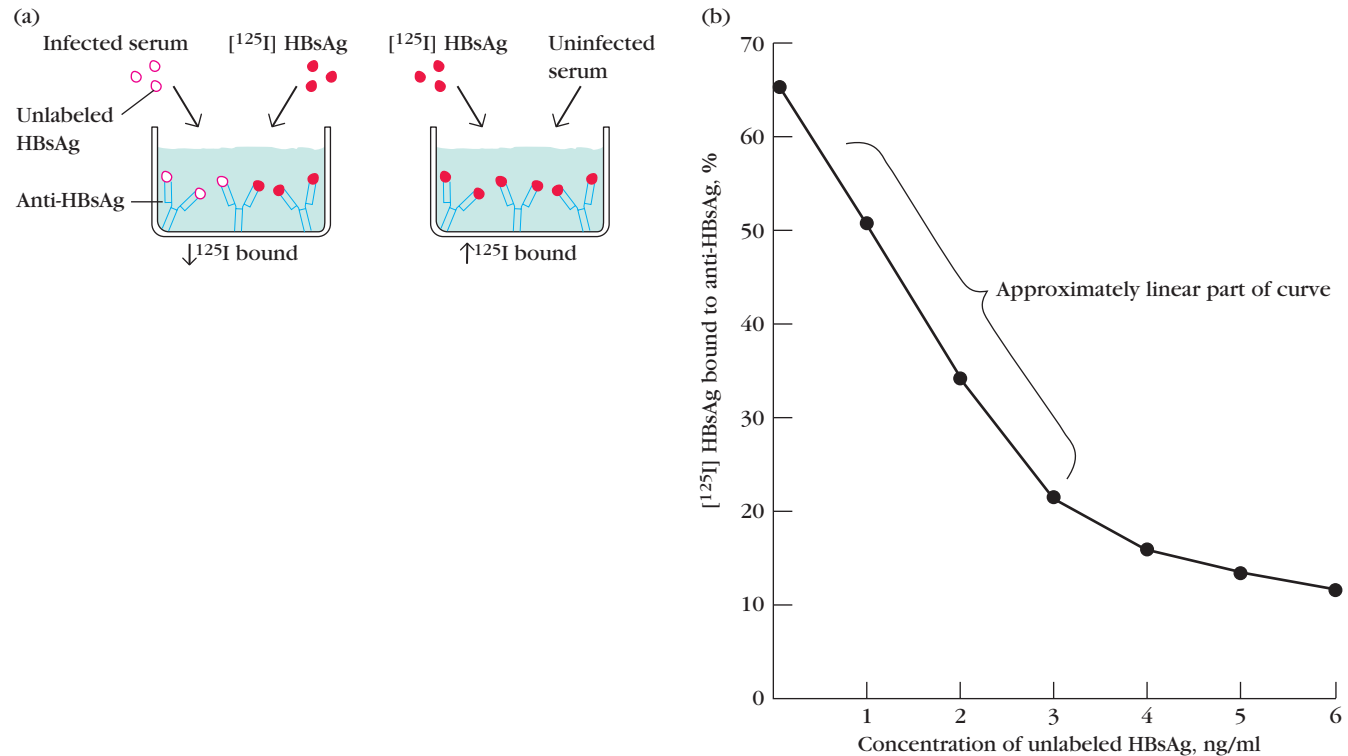 (a)
Infected serum
[¹²⁵I] HBsAg
[¹²⁵I] HBsAg
Uninfected
serum
Unlabeled
HBsAg
Anti-HBsAg
↓¹²⁵I bound
↑¹²⁵I bound
(b)
[¹²⁵I] HBsAg bound to anti-HBsAg, %
70
60
50
40
30
20
10
0
Approximately linear part of curve
1 2 3 4 5 6
Concentration of unlabeled HBsAg, ng/ml